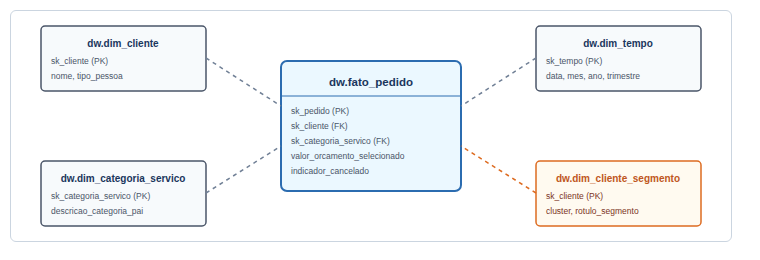 dw.dim_cliente
sk_cliente (PK)
nome, tipo_pessoa
dw.dim_tempo
sk_tempo (PK)
data, mes, ano, trimestre
dw.fato_pedido
sk_pedido (PK)
sk_cliente (FK)
sk_categoria_servico (FK)
valor_orcamento_selecionado
indicador_cancelado
dw.dim_categoria_servico
sk_categoria_servico (PK)
descricao_categoria_pai
dw.dim_cliente_segmento
sk_cliente (PK)
cluster, rotulo_segmento